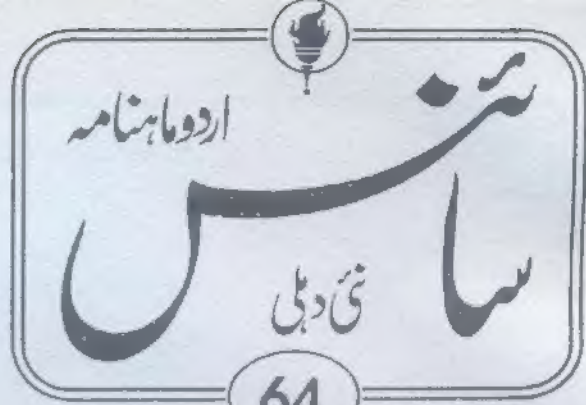 اردو ماہنامہ
سائنس
نئی دہلی
64